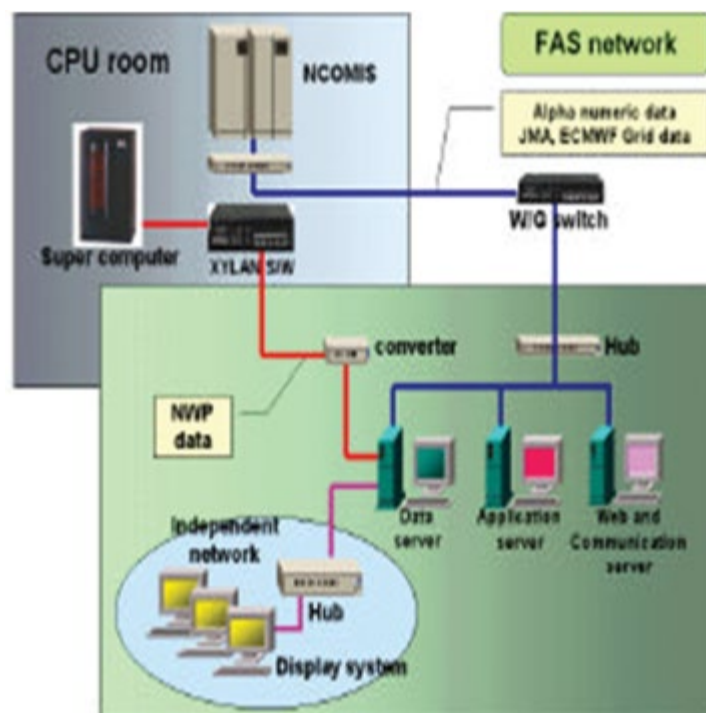 CPU room
NCOMIS
FAS network
Alpha numeric data
JMA, ECMWF Grid data
Super computer
XYLAN S/W
W/G switch
converter
Hub
NWP
data
Data
server
Application
server
Web and
Communication
server
Independent
network
Hub
Display system